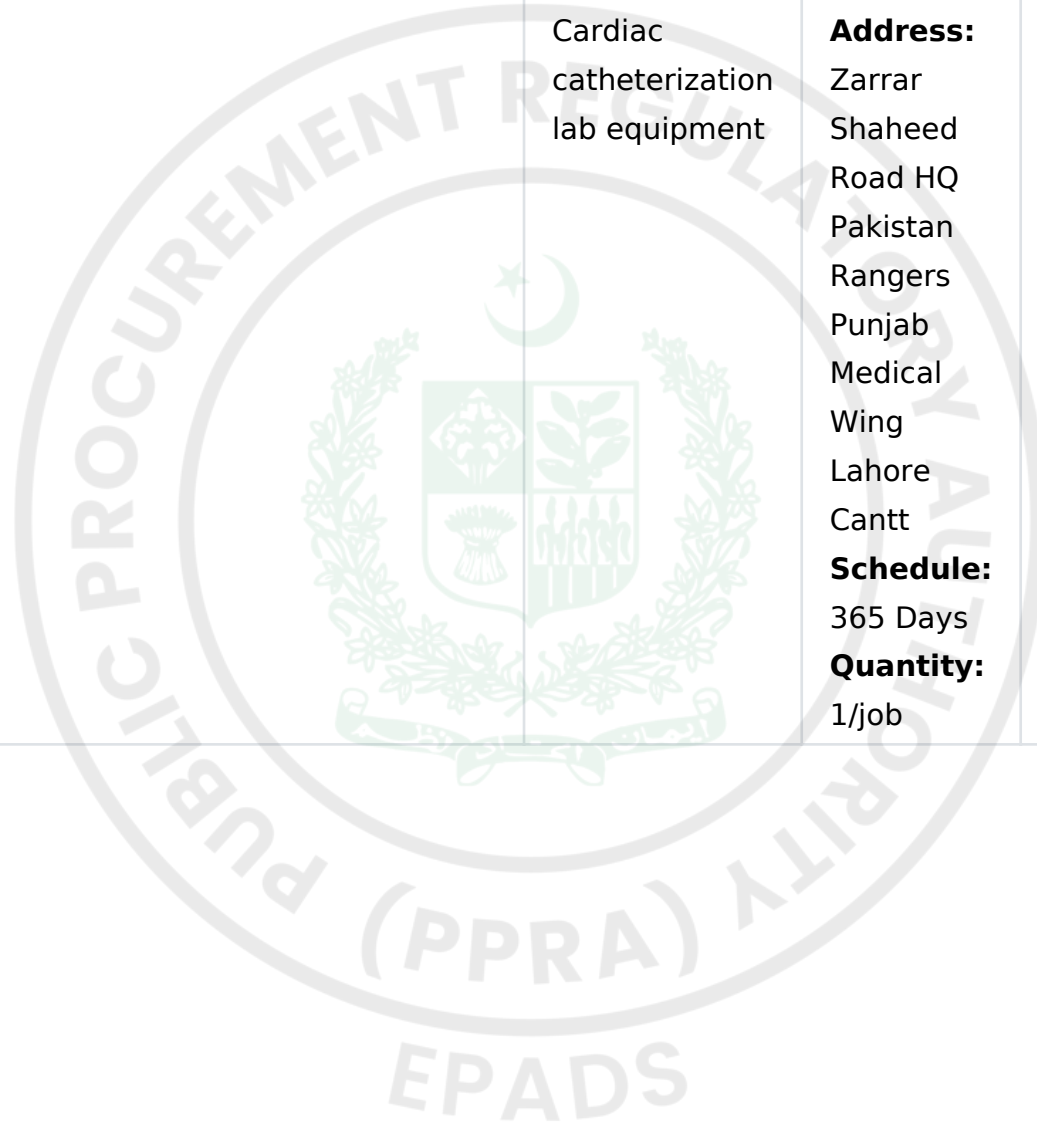 Cardiac
catheterization
lab equipment
Address:
Zarrar
Shaheed
Road HQ
Pakistan
Rangers
Punjab
Medical
Wing
Lahore
Cantt
Schedule:
365 Days
Quantity:
1/job
PUBLIC PROCUREMENT REGULATORY AUTHORITY
(PPRA)
EPADS